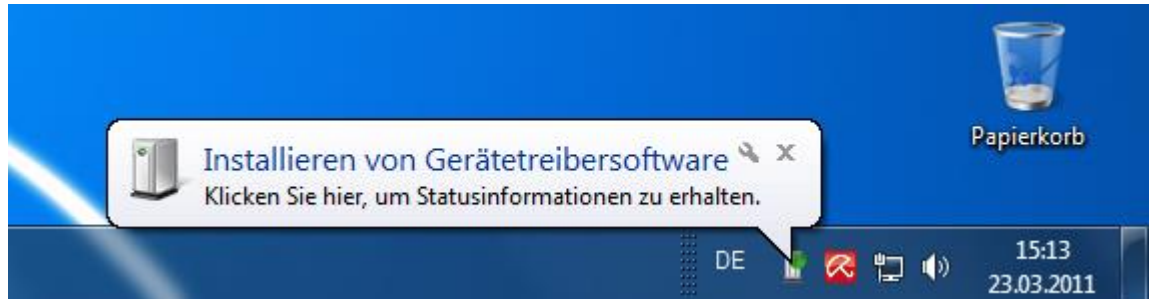 Papierkorb
Installieren von Gerätetreibersoftware
Klicken Sie hier, um Statusinformationen zu erhalten.
DE
15:13
23.03.2011